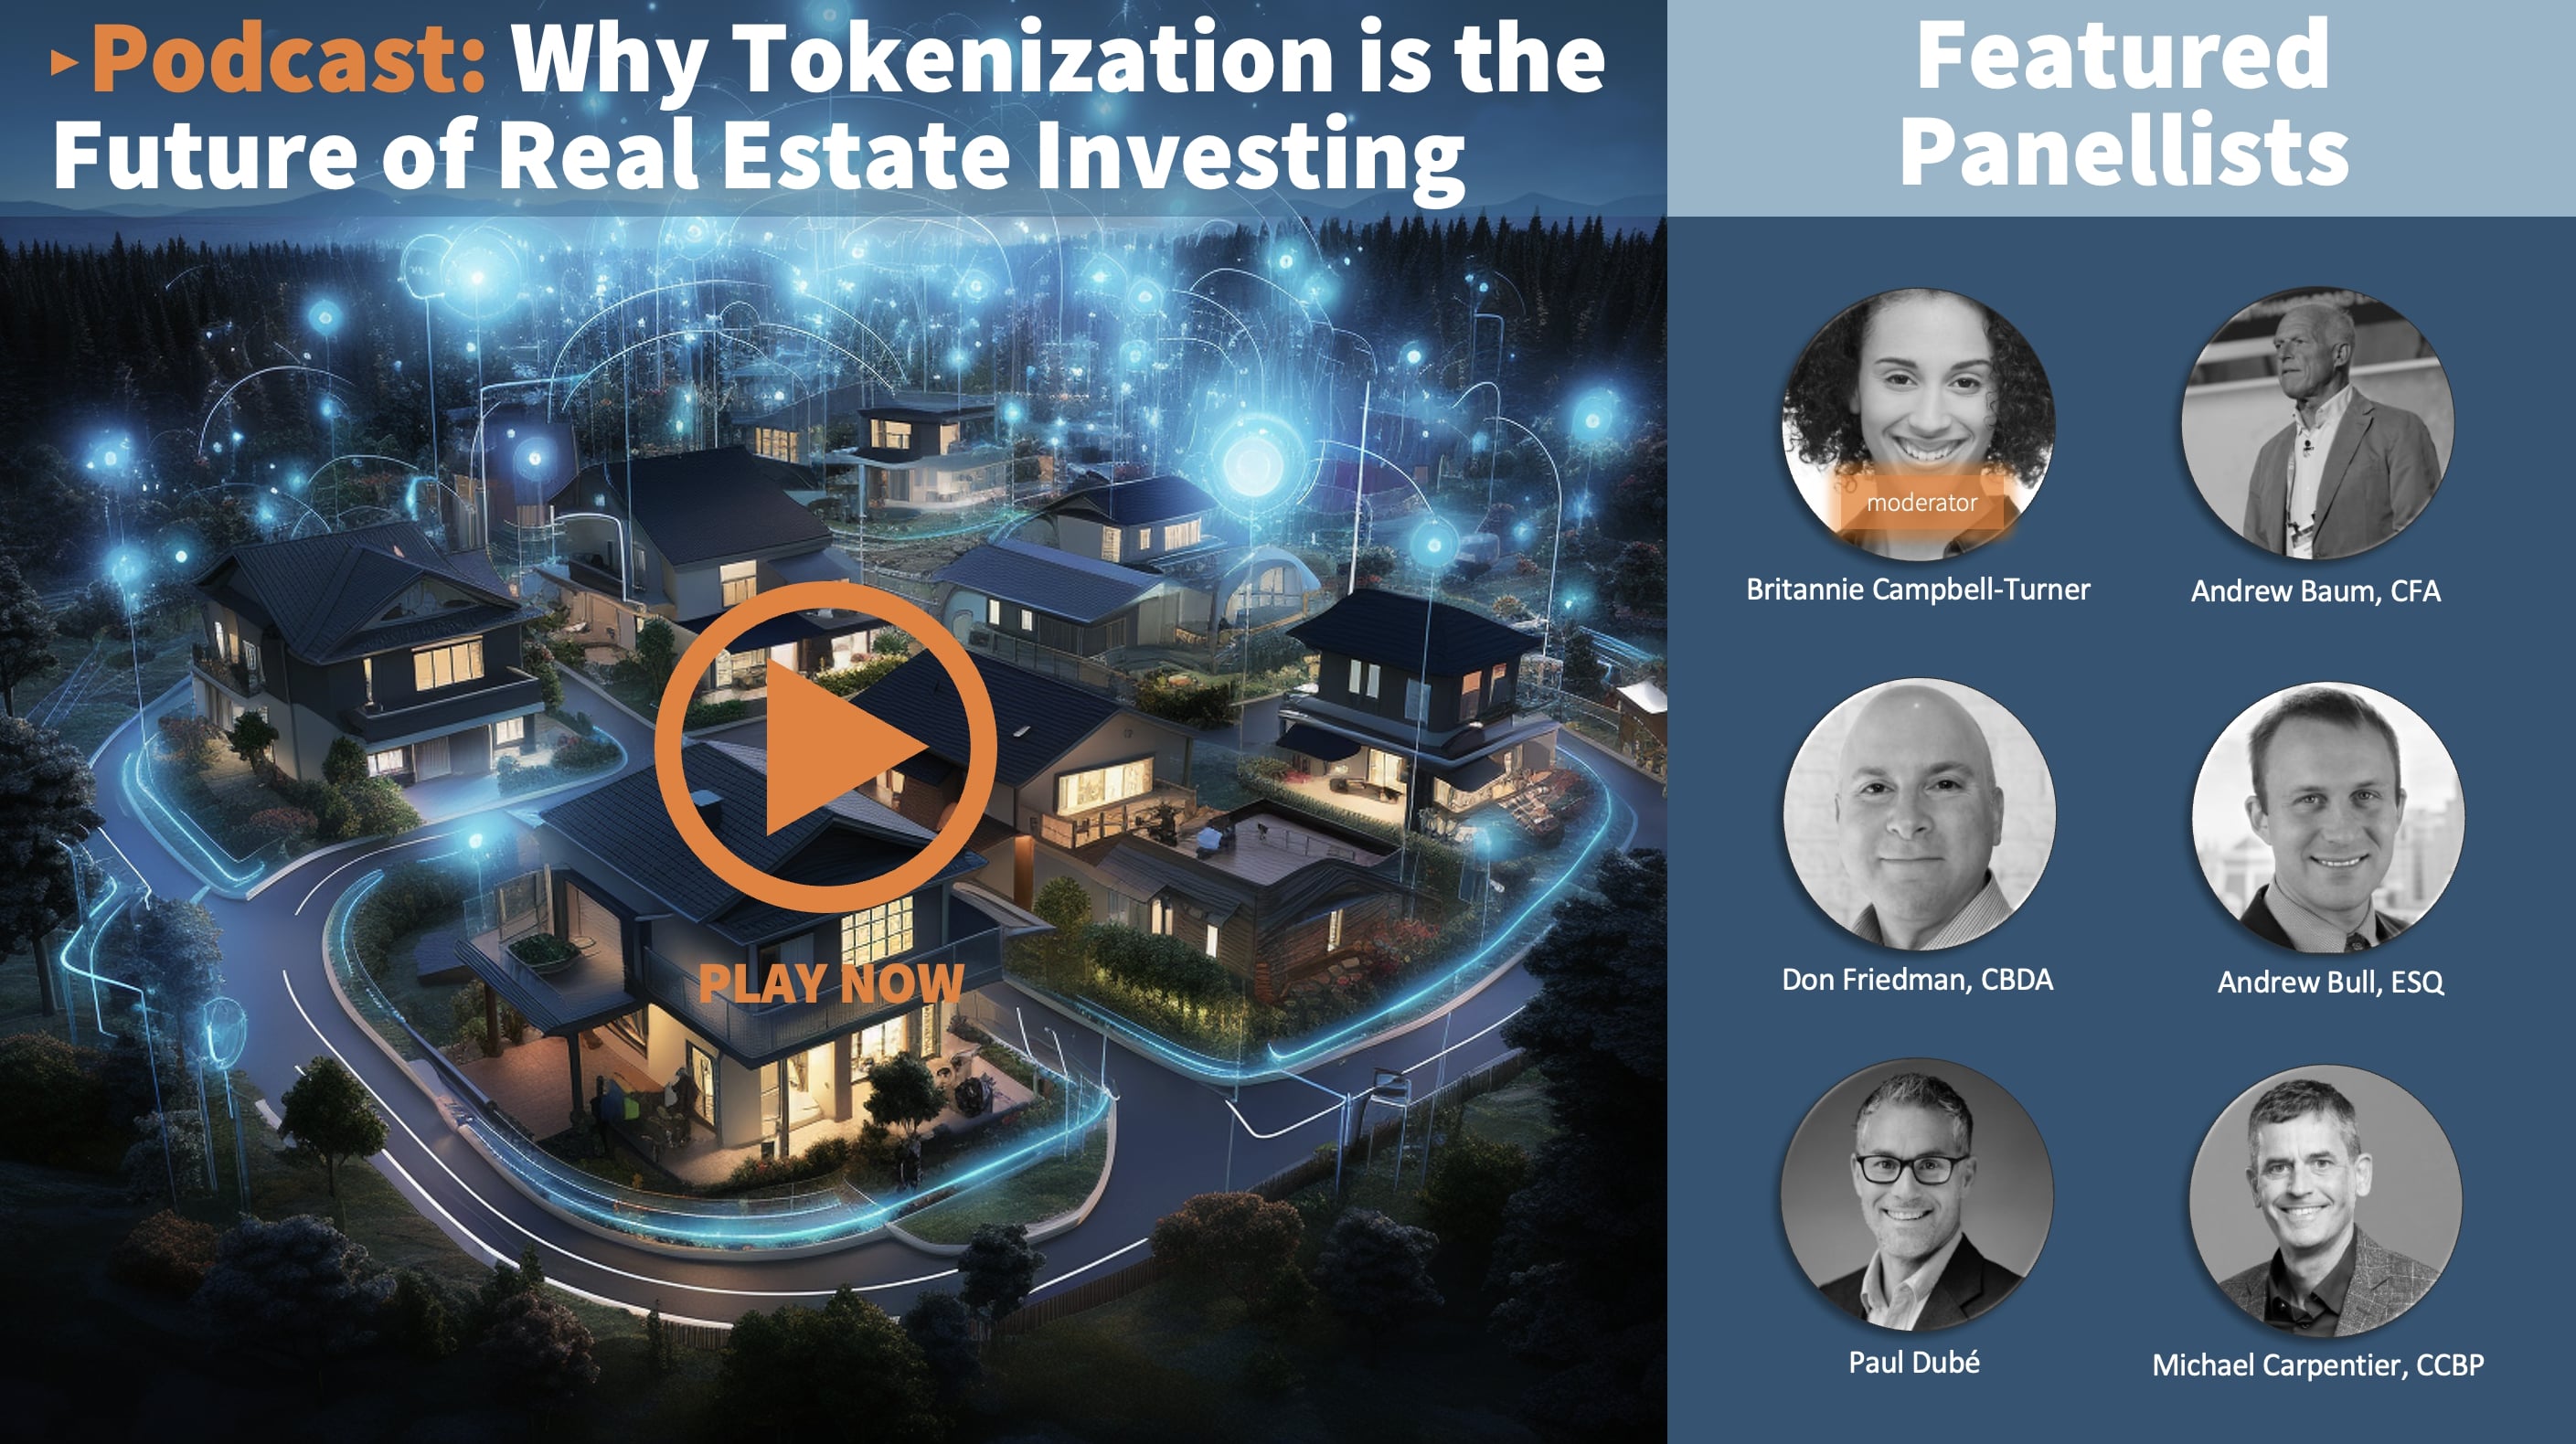 Podcast: Why Tokenization is the
Future of Real Estate Investing
PLAY NOW
Featured
Panellists
moderator
Britannie Campbell-Turner
Andrew Baum, CFA
Don Friedman, CBDA
Andrew Bull, ESQ
Paul Dubé
Michael Carpentier, CCBP